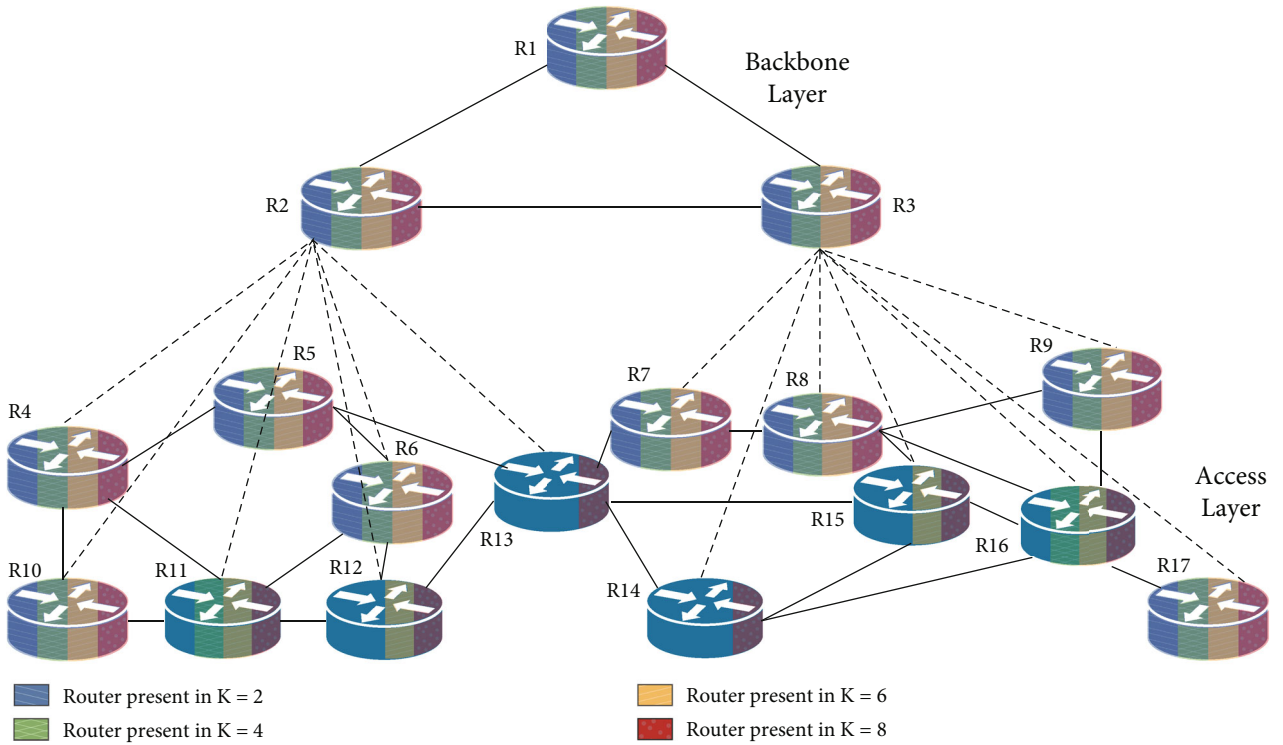 R1
Backbone
Layer
R2
R3
R5
R9
R7
R8
R4
R6
Access
Layer
R15
R13
R16
R10
R11
R12
R14
R17
Router present in K = 2
Router present in K = 6
Router present in K = 4
Router present in K = 8